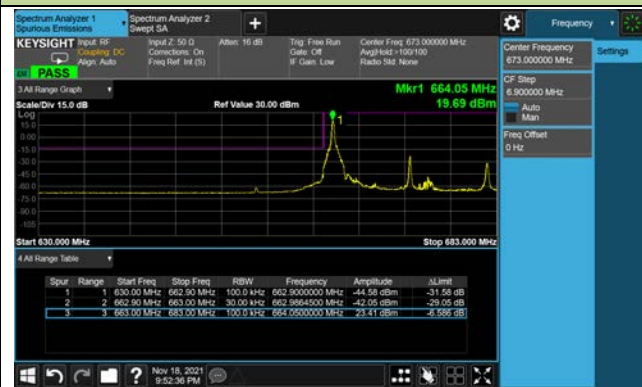 Spectrum Analyzer 1
Spurious Emissions
Spectrum Analyzer 2
Swept SA
Frequency
KEYSIGHT
Input: RF
Coupling: DC
Align: Auto
Input Z: 50 Ω
Corrections: On
Freq Ref: Int (S)
Atten: 16 dB
Trig: Free Run
Gate: Off
IF Gain: Low
Center Freq: 673.000000 MHz
Avg|Hold:>100/100
Radio Std: None
PASS
Center Frequency
673.000000 MHz
Settings
CF Step
6.900000 MHz
Auto
Man
Freq Offset
0 Hz
3 All Range Graph
Mkr1 664.05 MHz
Scale/Div 15.0 dB
Ref Value 30.00 dBm
19.69 dBm
Log
15.0
0.00
-15.0
-30.0
-45.0
-60.0
-75.0
-90.0
-105
1
Start 630.000 MHz
Stop 683.000 MHz
4 All Range Table
Spur Range Start Freq Stop Freq RBW Frequency Amplitude ΔLimit
1 1 630.00 MHz 662.90 MHz 100.0 kHz 662.9000000 MHz -44.58 dBm -31.58 dB
2 2 662.90 MHz 663.00 MHz 30.00 kHz 662.9864500 MHz -42.05 dBm -29.05 dB
3 3 663.00 MHz 683.00 MHz 100.0 kHz 664.0500000 MHz 23.41 dBm -6.586 dB
Nov 18, 2021
9:52:36 PM